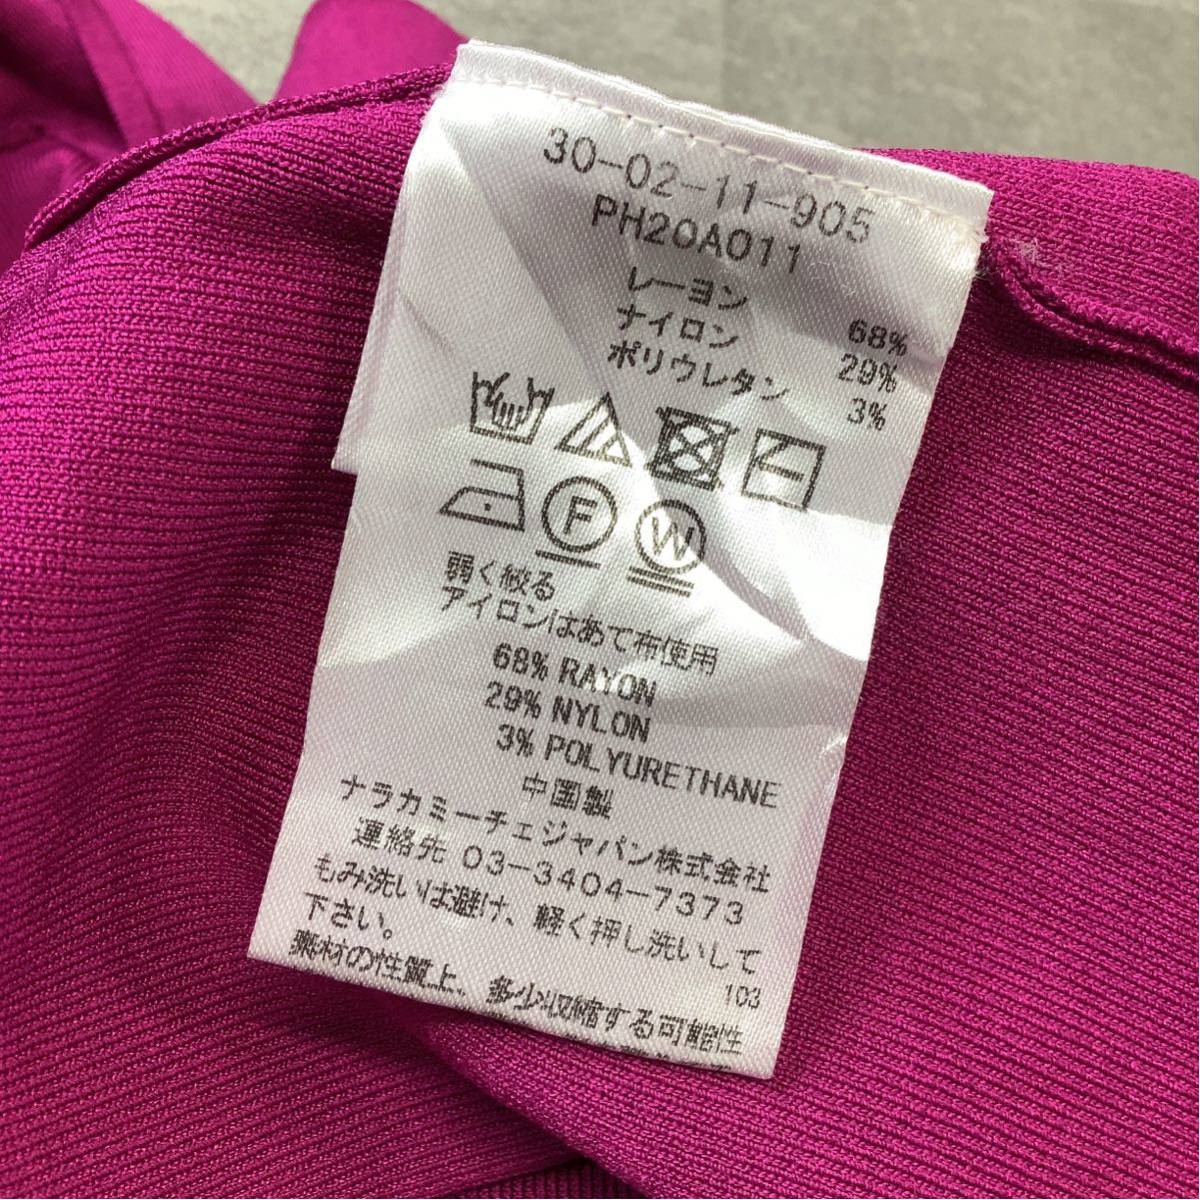 30-02-11-905
PH20A011
レーヨン 68%
ナイロン 29%
ポリウレタン 3%
F W
弱く絞る
アイロンはあて布使用
68% RAYON
29% NYLON
3% POLYURETHANE
中国製
ナラカミーチェジャパン株式会社
連絡先 03-3404-7373
もみ洗いは避け、軽く押し洗いして
下さい。
103
素材の性質上、多少収縮する可能性